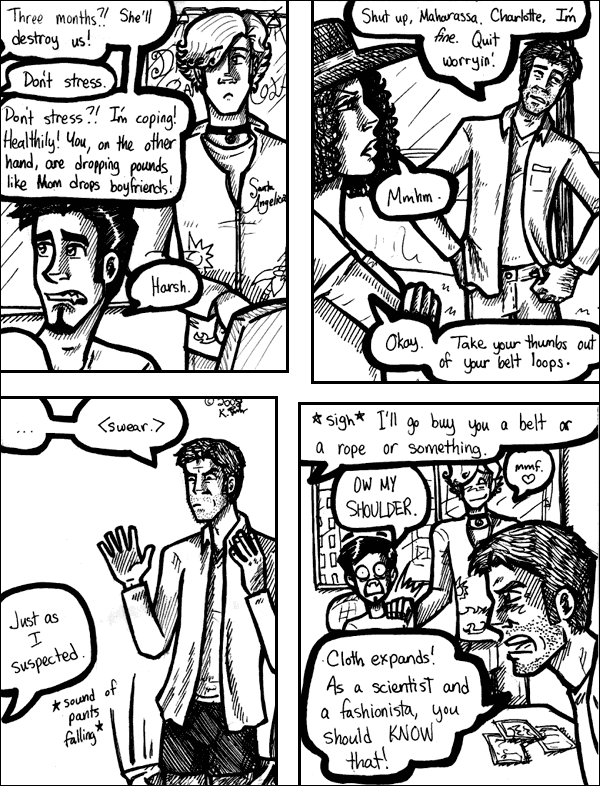 Three months?! She'll
destroy us!
Don't stress.
Don't stress?! I'm coping!
Healthily! You, on the other
hand, are dropping pounds
like Mom drops boyfriends!
Santa
Angelica
Harsh.
Shut up, Maharassa. Charlotte, I'm
fine. Quit
worryin'!
Mmhm.
Okay. Take your thumbs out
of your belt loops.
...
<swear.>
© 2008
K.
Just as
I
suspected.
*sound of
pants
falling*
*sigh* I'll go buy you a belt or
a rope or something.
OW MY
SHOULDER.
mmf.
♡
Cloth expands!
As a scientist and
a fashionista, you
should KNOW
that!